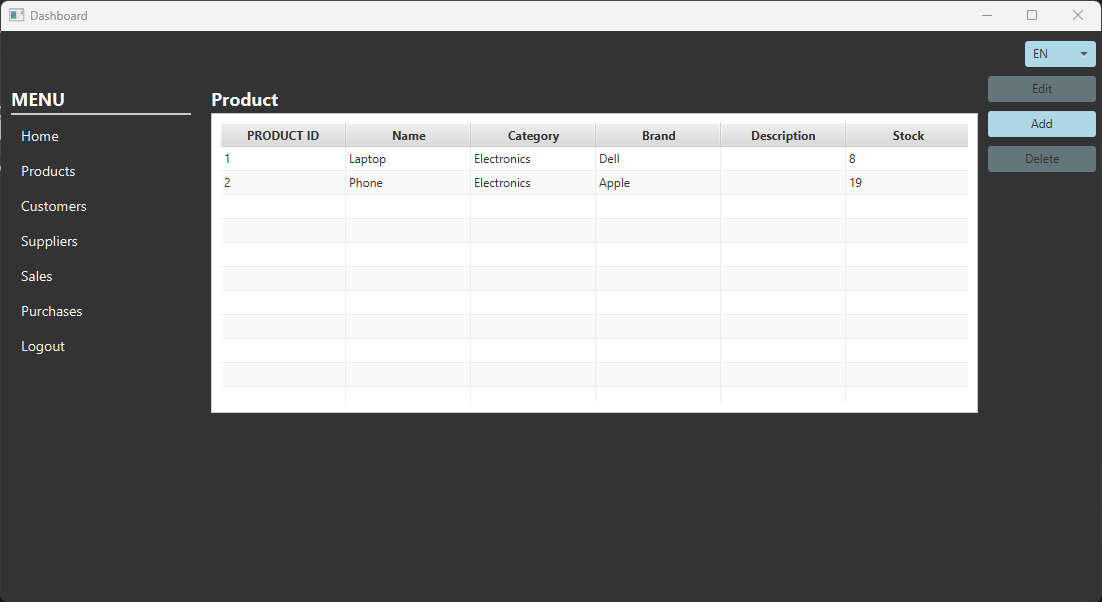 Dashboard
EN
MENU
Home
Products
Customers
Suppliers
Sales
Purchases
Logout
Product
PRODUCT ID Name Category Brand Description Stock
1 Laptop Electronics Dell 8
2 Phone Electronics Apple 19
Edit
Add
Delete